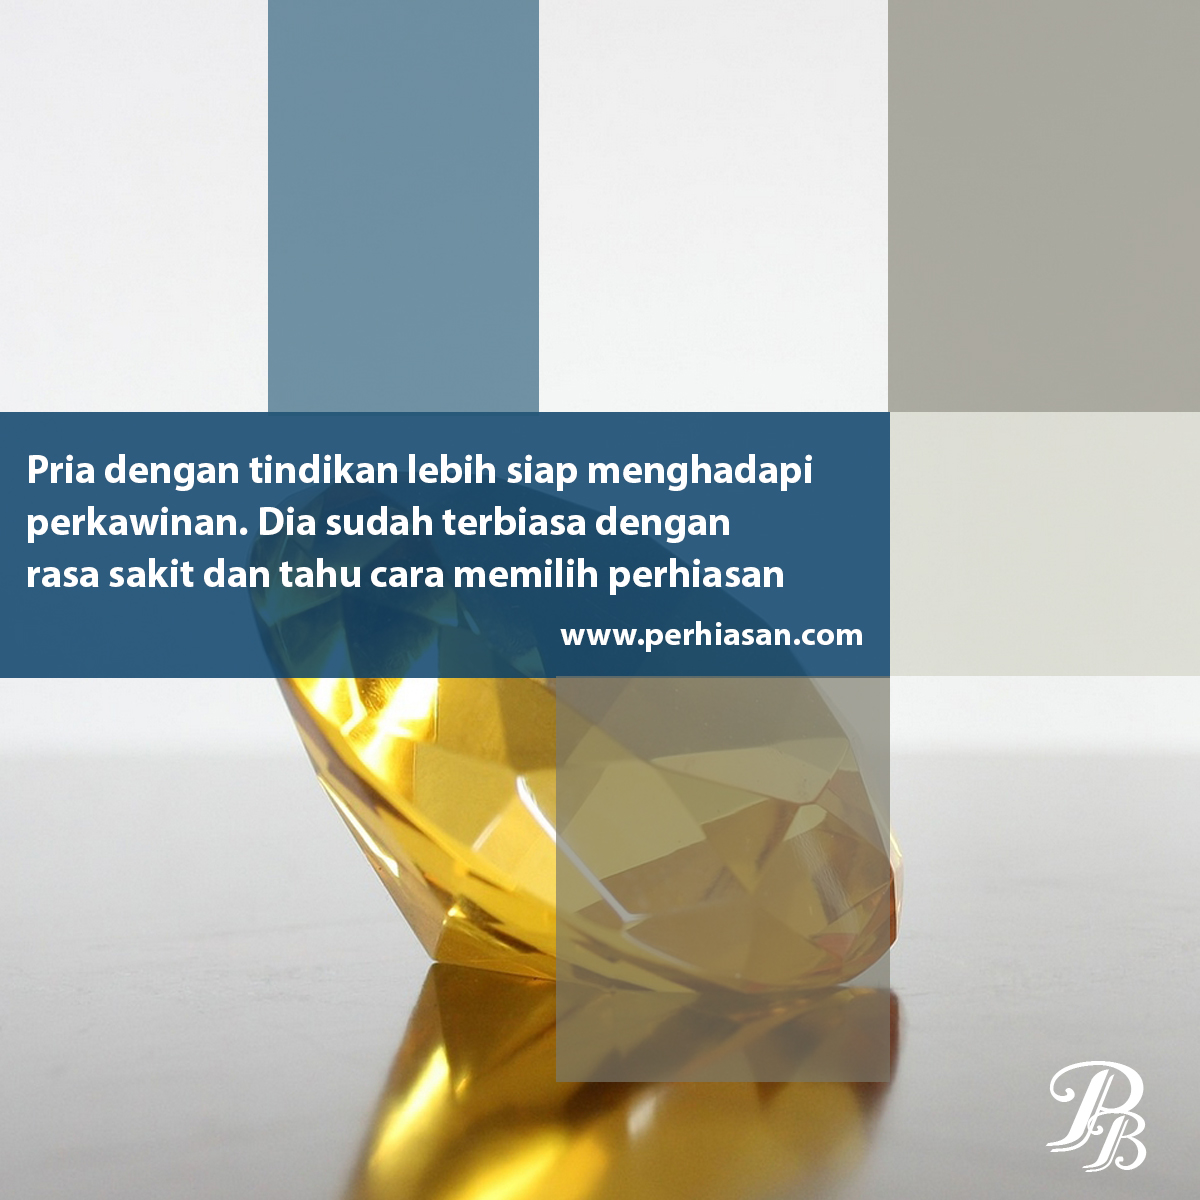 Pria dengan tindikan lebih siap menghadapi
perkawinan. Dia sudah terbiasa dengan
rasa sakit dan tahu cara memilih perhiasan
www.perhiasan.com
PB